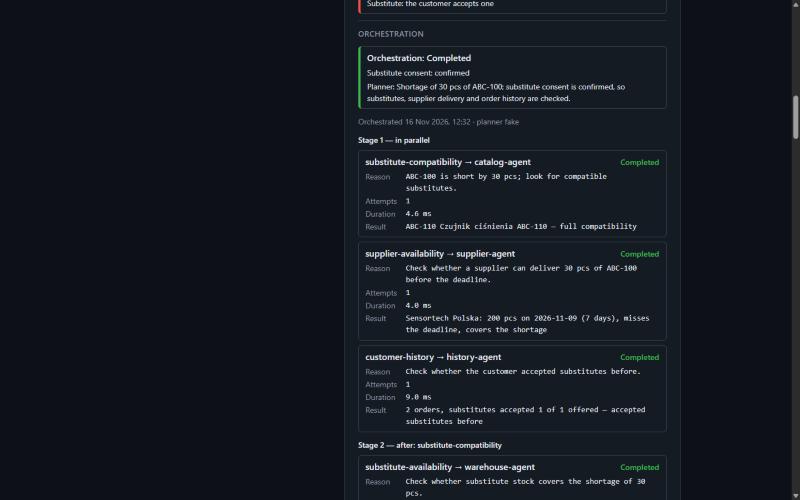 Substitute: the customer accepts one
ORCHESTRATION
Orchestration: Completed
Substitute consent: confirmed
Planner: Shortage of 30 pcs of ABC-100; substitute consent is confirmed, so
substitutes, supplier delivery and order history are checked.
Orchestrated 16 Nov 2026, 12:32 · planner fake
Stage 1 — in parallel
substitute-compatibility → catalog-agent Completed
Reason ABC-100 is short by 30 pcs; look for compatible
substitutes.
Attempts 1
Duration 4.6 ms
Result ABC-110 Czujnik ciśnienia ABC-110 — full compatibility
supplier-availability → supplier-agent Completed
Reason Check whether a supplier can deliver 30 pcs of ABC-100
before the deadline.
Attempts 1
Duration 4.0 ms
Result Sensortech Polska: 200 pcs on 2026-11-09 (7 days), misses
the deadline, covers the shortage
customer-history → history-agent Completed
Reason Check whether the customer accepted substitutes before.
Attempts 1
Duration 9.0 ms
Result 2 orders, substitutes accepted 1 of 1 offered — accepted
substitutes before
Stage 2 — after: substitute-compatibility
substitute-availability → warehouse-agent Completed
Reason Check whether substitute stock covers the shortage of 30
pcs.